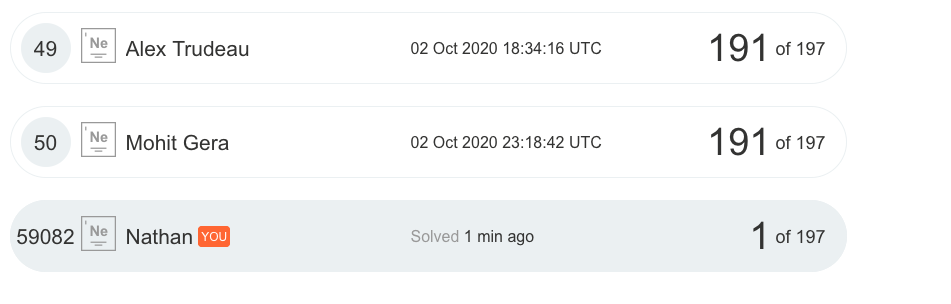 49 Ne Alex Trudeau 02 Oct 2020 18:34:16 UTC 191 of 197
50 Ne Mohit Gera 02 Oct 2020 23:18:42 UTC 191 of 197
59082 Ne Nathan YOU Solved 1 min ago 1 of 197